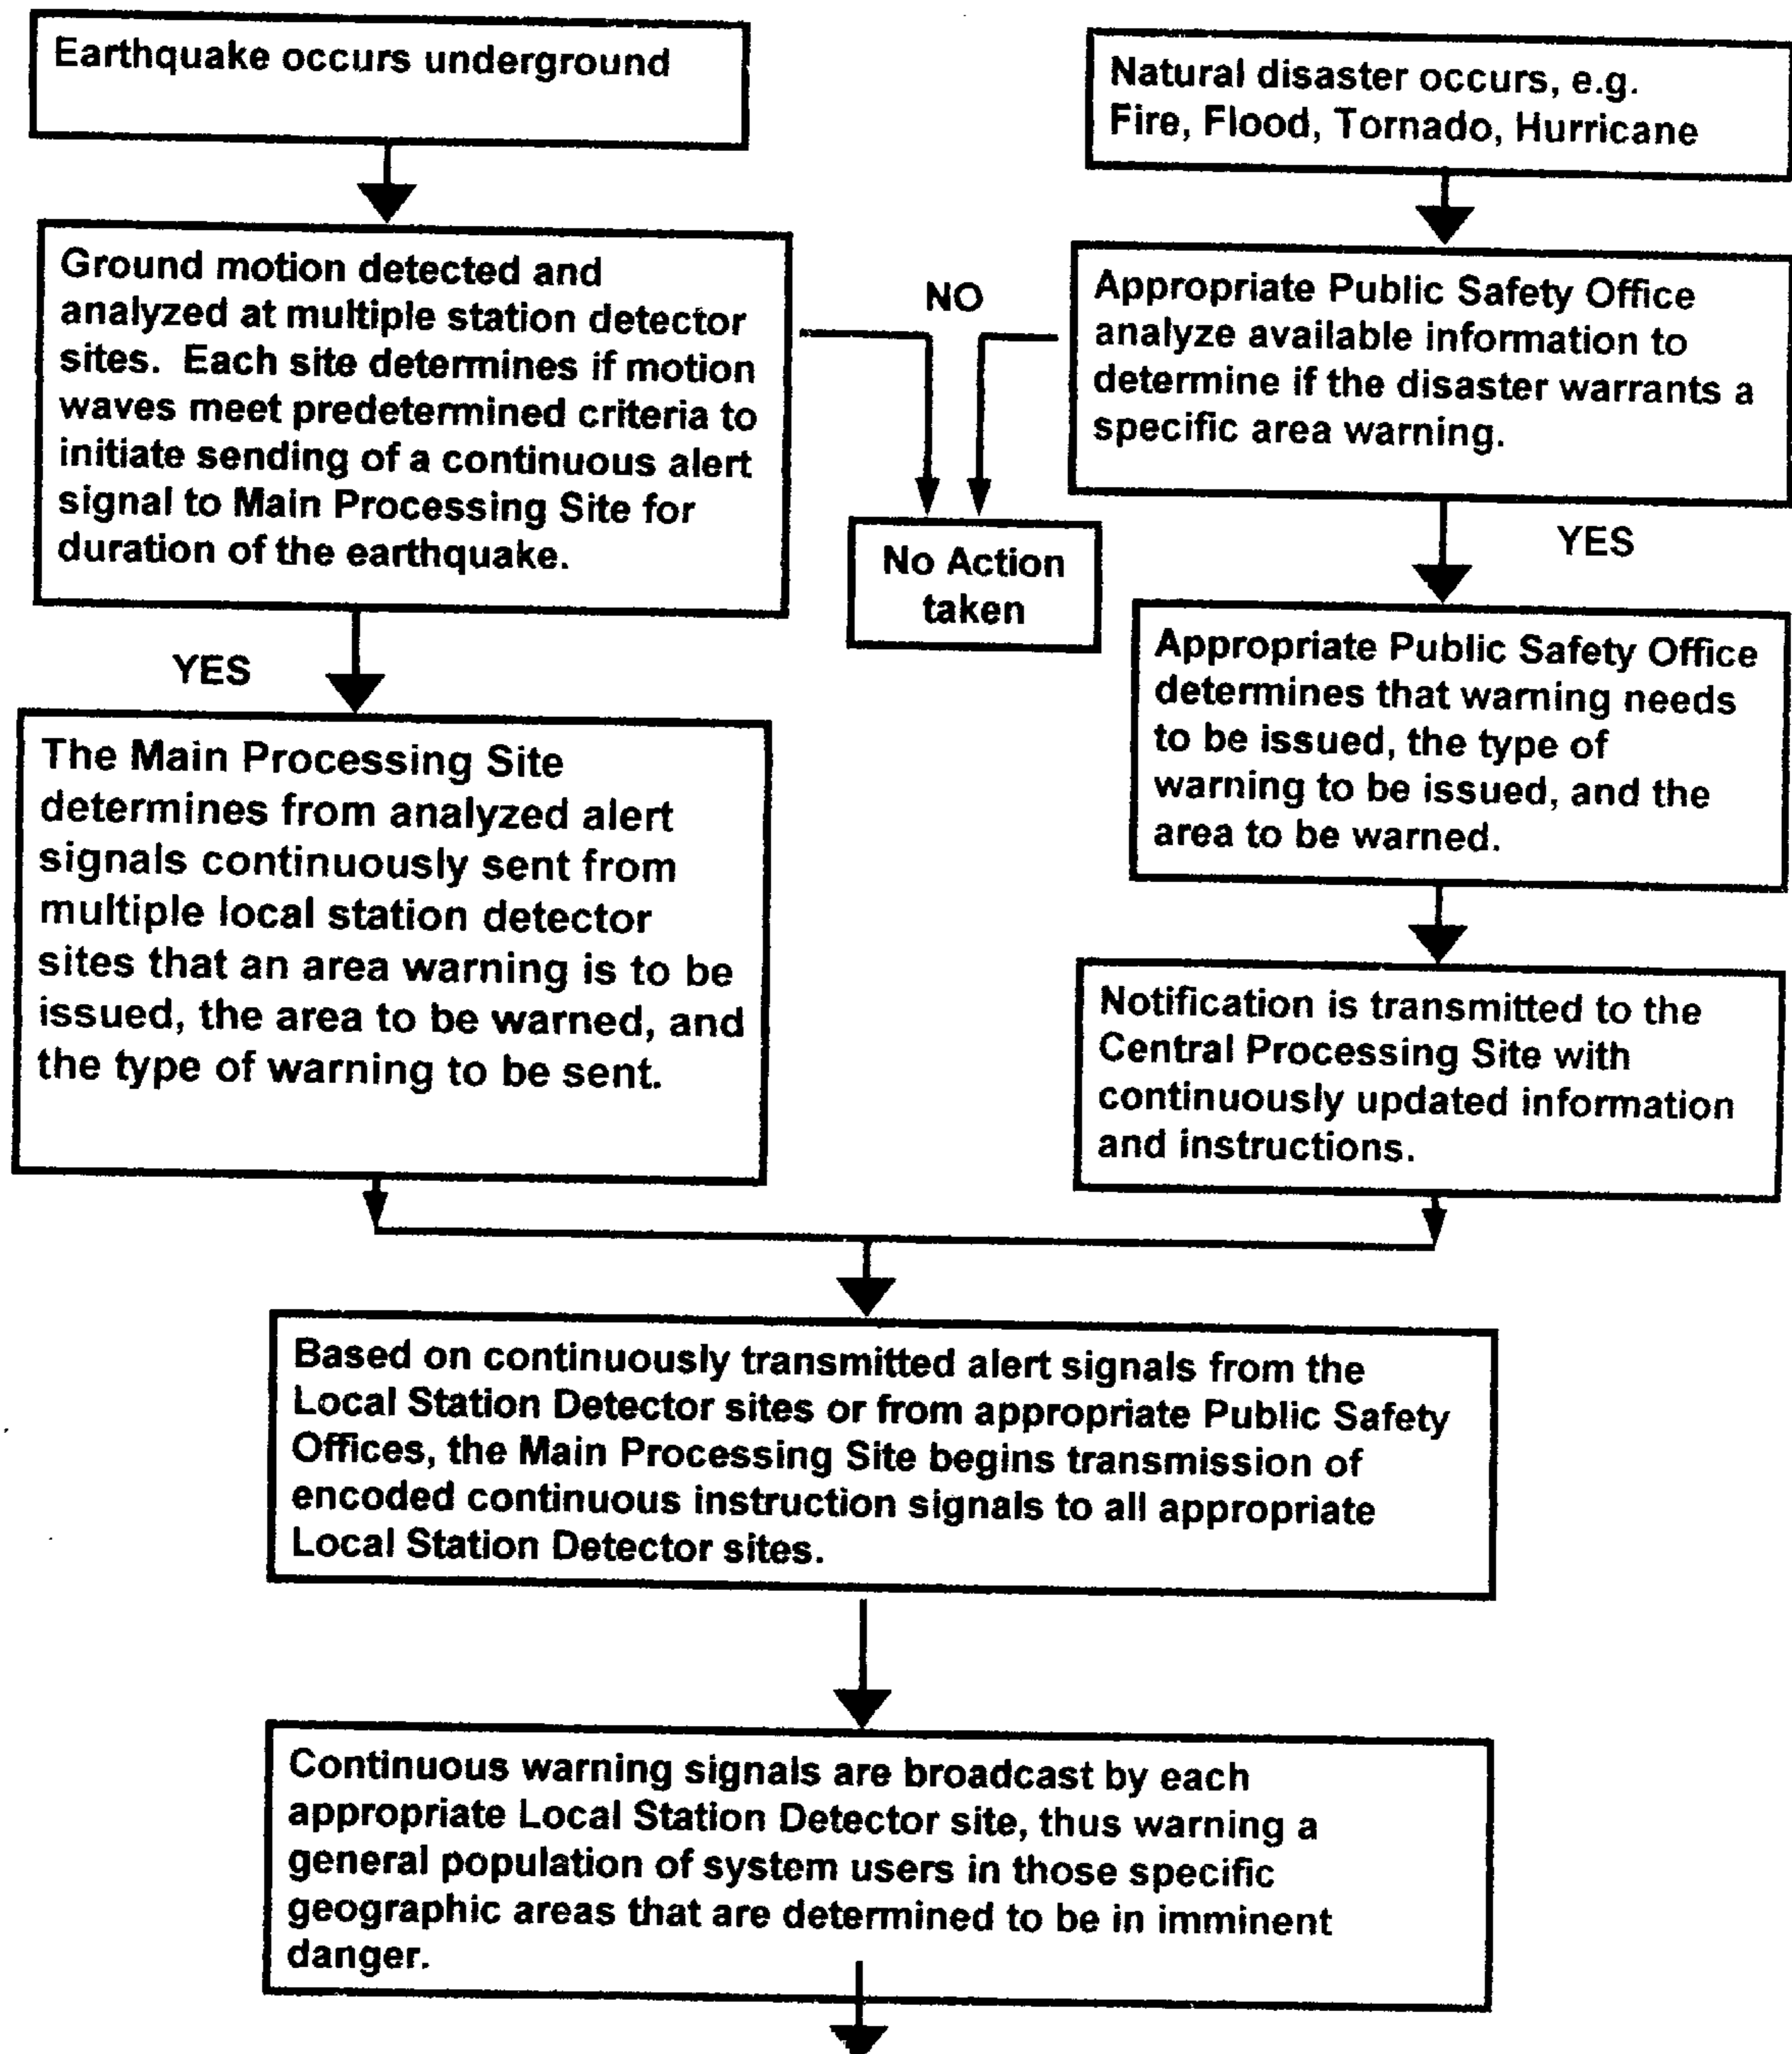 Earthquake occurs underground
Natural disaster occurs, e.g.
Fire, Flood, Tornado, Hurricane
Ground motion detected and
analyzed at multiple station detector
sites. Each site determines if motion
waves meet predetermined criteria to
initiate sending of a continuous alert
signal to Main Processing Site for
duration of the earthquake.
NO
Appropriate Public Safety Office
analyze available information to
determine if the disaster warrants a
specific area warning.
No Action
taken
YES
YES
The Main Processing Site
determines from analyzed alert
signals continuously sent from
multiple local station detector
sites that an area warning is to be
issued, the area to be warned, and
the type of warning to be sent.
Appropriate Public Safety Office
determines that warning needs
to be issued, the type of
warning to be issued, and the
area to be warned.
Notification is transmitted to the
Central Processing Site with
continuously updated information
and instructions.
Based on continuously transmitted alert signals from the
Local Station Detector sites or from appropriate Public Safety
Offices, the Main Processing Site begins transmission of
encoded continuous instruction signals to all appropriate
Local Station Detector sites.
Continuous warning signals are broadcast by each
appropriate Local Station Detector site, thus warning a
general population of system users in those specific
geographic areas that are determined to be in imminent
danger.